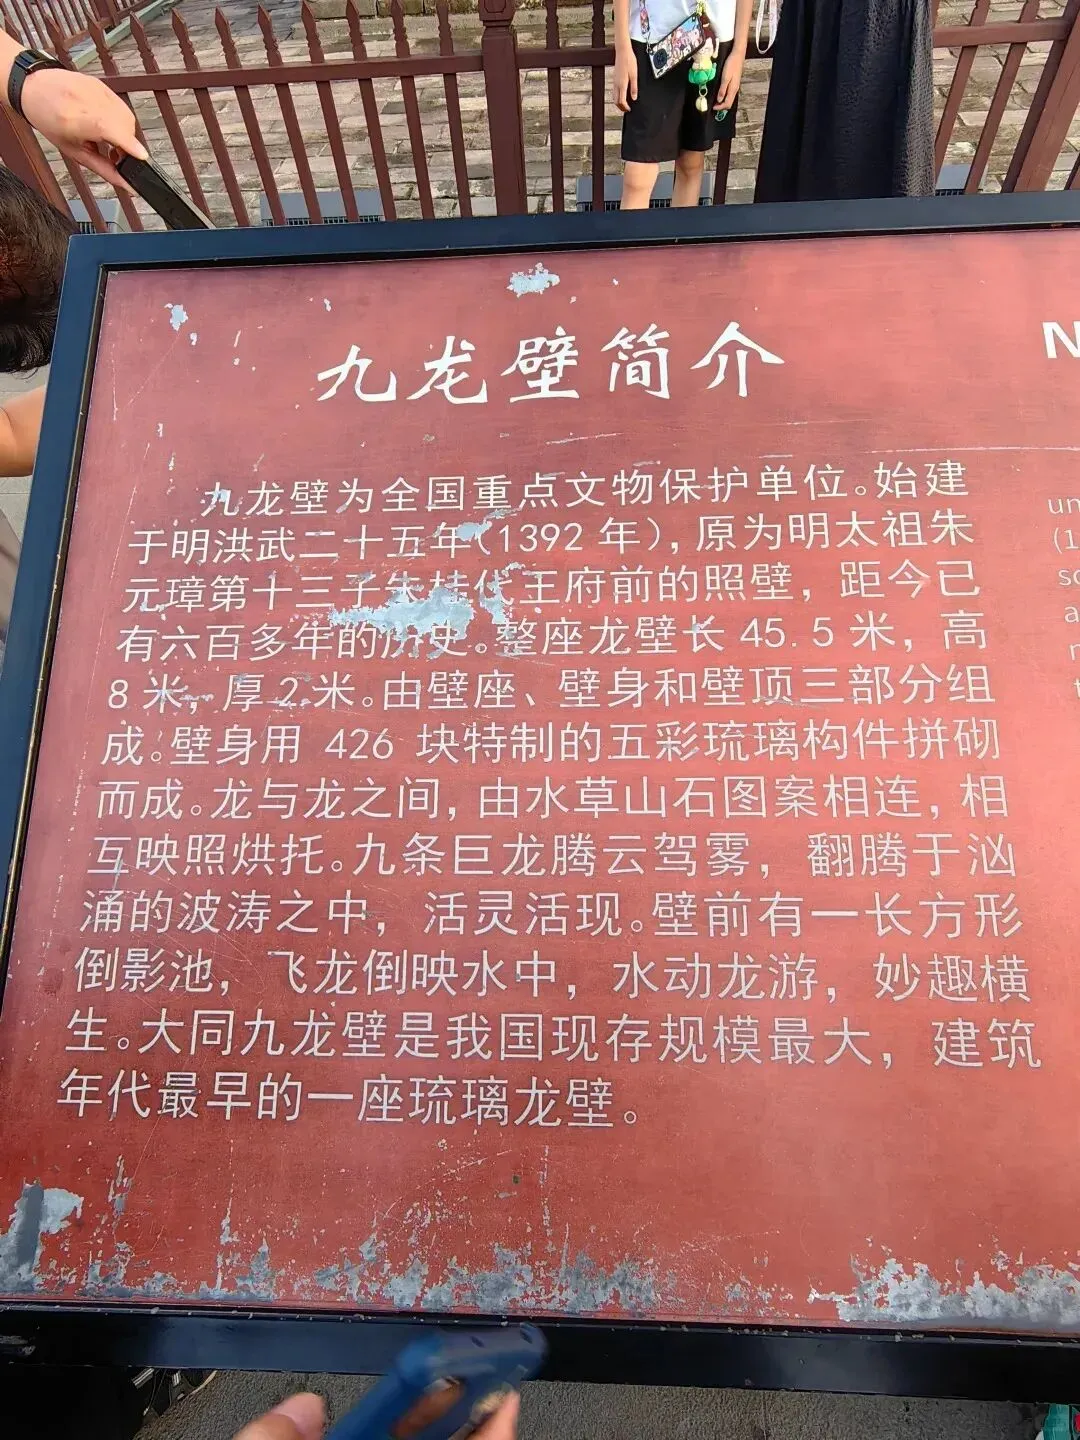 九龙壁简介
N
九龙壁为全国重点文物保护单位。始建
un
于明洪武二十五年(1392 年)，原为明太祖朱
(1
元璋第十三子朱桂代王府前的照壁，距今已
sc
有六百多年的历史。整座龙壁长 45.5 米，高
a
8 米，厚 2 米。由壁座、壁身和壁顶三部分组
成。壁身用 426 块特制的五彩琉璃构件拼砌
而成。龙与龙之间，由水草山石图案相连，相
互映照烘托。九条巨龙腾云驾雾，翻腾于汹
涌的波涛之中，活灵活现。壁前有一长方形
倒影池，飞龙倒映水中，水动龙游，妙趣横
生。大同九龙壁是我国现存规模最大，建筑
年代最早的一座琉璃龙壁。